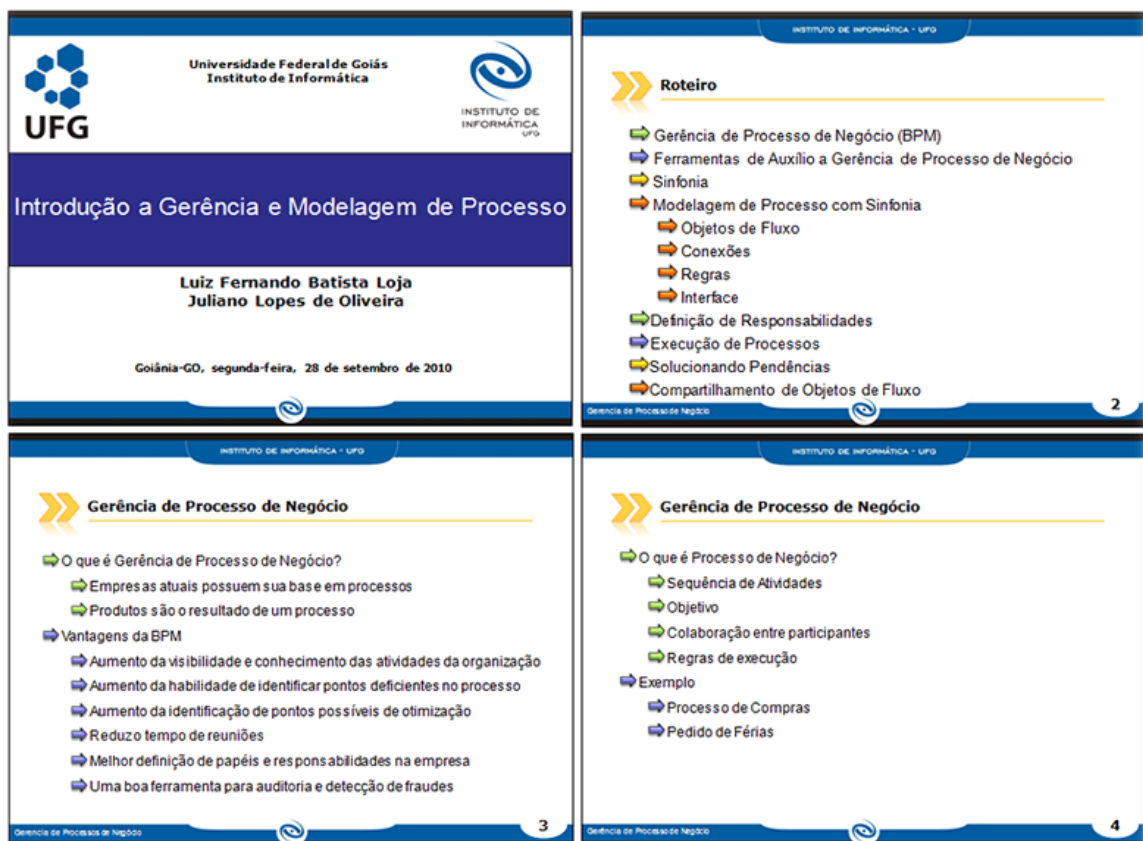 Universidade Federal de Goiás
Instituto de Informática
UFG
INSTITUTO DE
INFORMÁTICA
UFG
Introdução a Gerência e Modelagem de Processo
Luiz Fernando Batista Loja
Juliano Lopes de Oliveira
Goiânia-GO, segunda-feira, 28 de setembro de 2010
INSTITUTO DE INFORMÁTICA - UFG
Roteiro
Gerência de Processo de Negócio (BPM)
Ferramentas de Auxílio a Gerência de Processo de Negócio
Sinfonia
Modelagem de Processo com Sinfonia
Objetos de Fluxo
Conexões
Regras
Interface
Definição de Responsabilidades
Execução de Processos
Solucionando Pendências
Compartilhamento de Objetos de Fluxo
Gerencia de Processo de Negócio
2
INSTITUTO DE INFORMÁTICA - UFG
Gerência de Processo de Negócio
O que é Gerência de Processo de Negócio?
Empresas atuais possuem sua base em processos
Produtos são o resultado de um processo
Vantagens da BPM
Aumento da visibilidade e conhecimento das atividades da organização
Aumento da habilidade de identificar pontos deficientes no processo
Aumento da identificação de pontos possíveis de otimização
Reduz o tempo de reuniões
Melhor definição de papéis e responsabilidades na empresa
Uma boa ferramenta para auditoria e detecção de fraudes
Gerencia de Processos de Negócio
3
INSTITUTO DE INFORMÁTICA - UFG
Gerência de Processo de Negócio
O que é Processo de Negócio?
Sequência de Atividades
Objetivo
Colaboração entre participantes
Regras de execução
Exemplo
Processo de Compras
Pedido de Férias
Gerência de Processo de Negócio
4